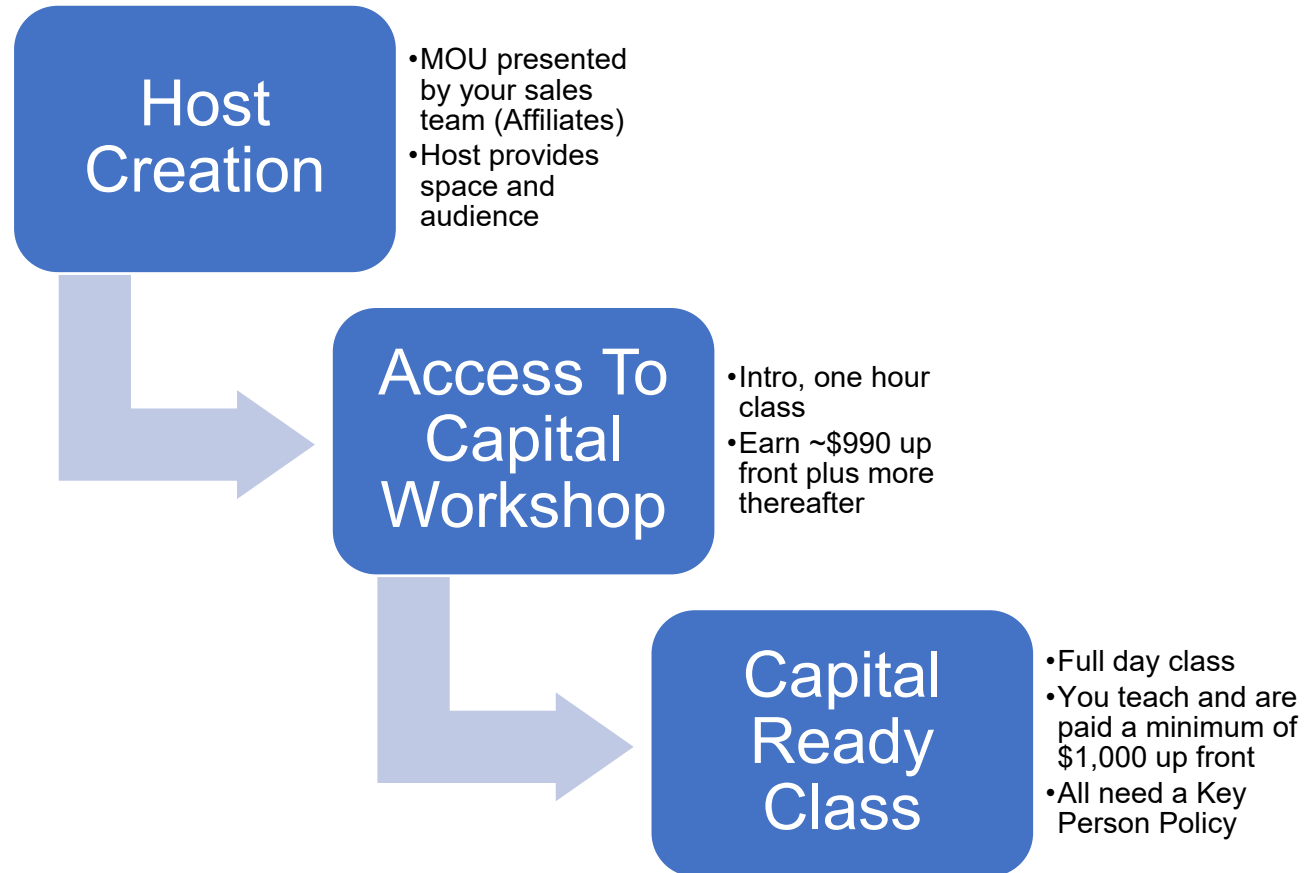 Host
Creation
•MOU presented
by your sales
team (Affiliates)
•Host provides
space and
audience
Access To
Capital
Workshop
•Intro, one hour
class
•Earn ~$990 up
front plus more
thereafter
Capital
Ready
Class
•Full day class
•You teach and are
paid a minimum of
$1,000 up front
•All need a Key
Person Policy